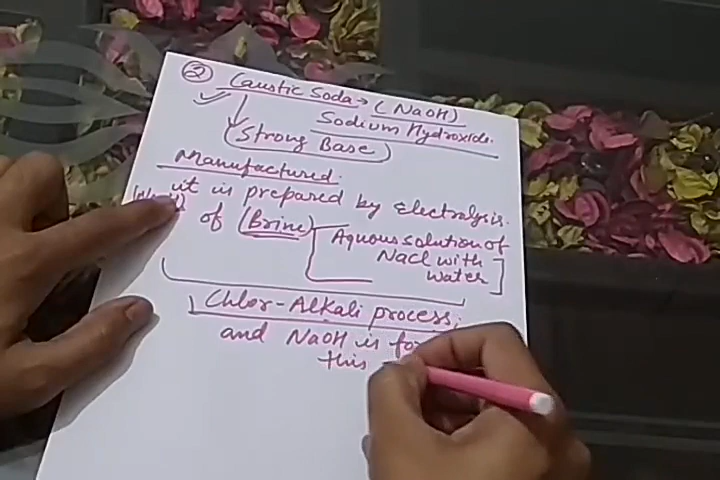 ② Caustic Soda → (NaOH)
Sodium Hydroxide.
(Strong Base)
Manufactured.
it is prepared by Electrolysis.
of (Brine)
Aqueous solution of
NaCl with
water]
Chlor-Alkali process;
and NaOH is
this